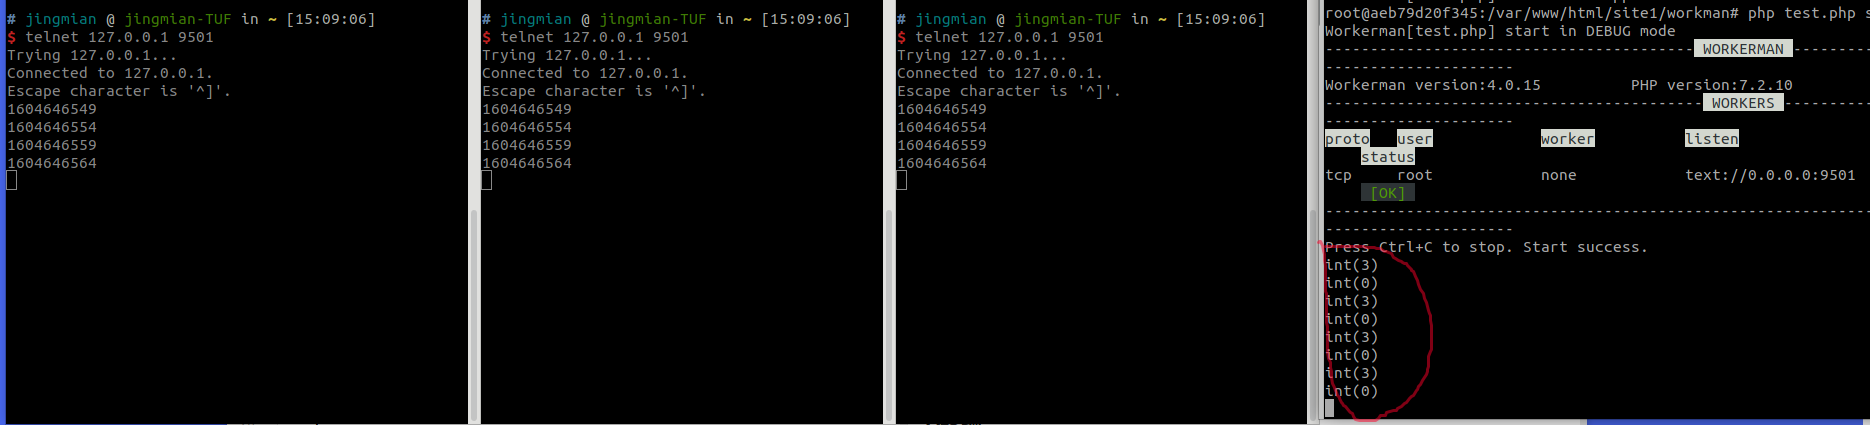 # jingmian @ jingmian-TUF in ~ [15:09:06]
$ telnet 127.0.0.1 9501
Trying 127.0.0.1...
Connected to 127.0.0.1.
Escape character is '^]'.
1604646549
1604646554
1604646559
1604646564
# jingmian @ jingmian-TUF in ~ [15:09:06]
$ telnet 127.0.0.1 9501
Trying 127.0.0.1...
Connected to 127.0.0.1.
Escape character is '^]'.
1604646549
1604646554
1604646559
1604646564
# jingmian @ jingmian-TUF in ~ [15:09:06]
$ telnet 127.0.0.1 9501
Trying 127.0.0.1...
Connected to 127.0.0.1.
Escape character is '^]'.
1604646549
1604646554
1604646559
1604646564
root@aeb79d20f345:/var/www/html/site1/workman# php test.php s
Workerman[test.php] start in DEBUG mode
----------------------------------------- WORKERMAN ---------
---------------------
Workerman version:4.0.15          PHP version:7.2.10
------------------------------------------ WORKERS ----------
---------------------
proto   user            worker          listen
    status
tcp     root            none            text://0.0.0.0:9501
     [OK]
-------------------------------------------------------------
---------------------
Press Ctrl+C to stop. Start success.
int(3)
int(0)
int(3)
int(0)
int(3)
int(0)
int(3)
int(0)